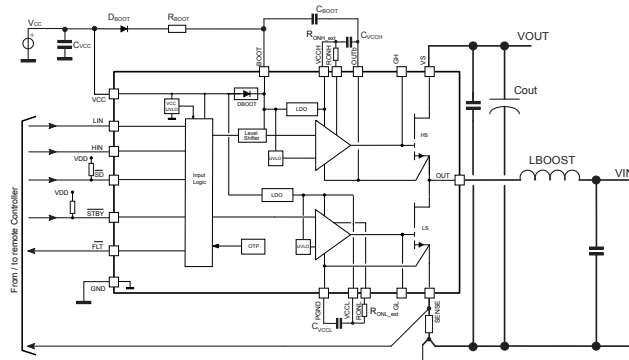 CBOOT
DBOOT
RBOOT
VCC
CVCC
RONH_ext
CVCCH
BOOT
VCCH
RONH
OUTb
GH
VS
VOUT
Cout
VCC
VCC
UVLO
DBOOT
LDO
LIN
HIN
VDD
SD
VDD
STBY
FLT
GND
Level
Shifter
UVLO
HS
Input
Logic
OUT
LBOOST
VIN
LDO
LS
UVLO
OTP
PGND
VCCL
RONL
GL
SENSE
CVCCL
RONL_ext
From / to remote Controller